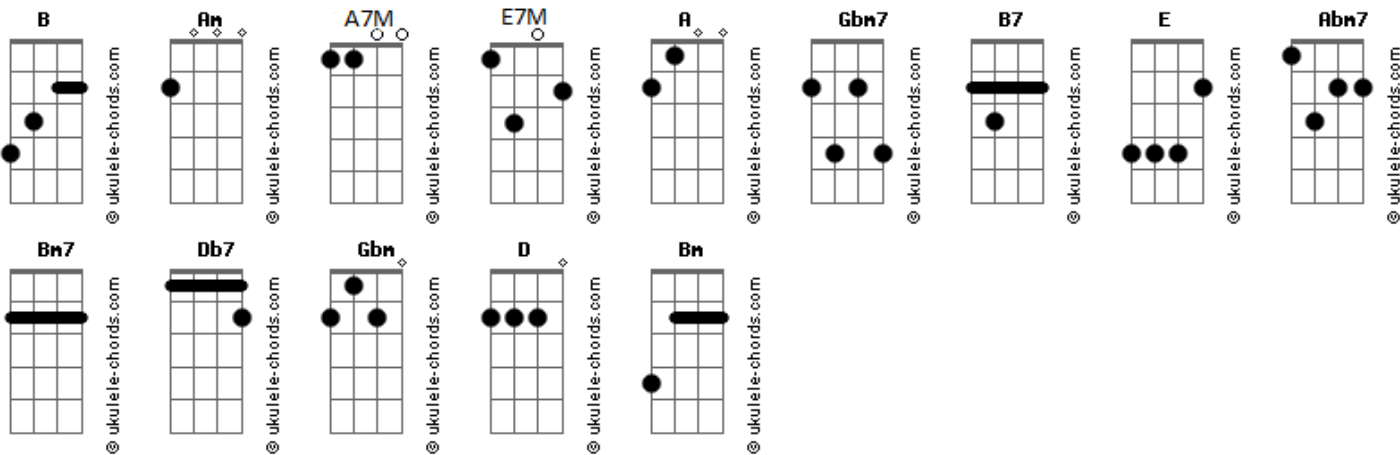 B Am A7M E7M A Gbm7 B7 E Abm7
© ukulele-chords.com © ukulele-chords.com © ukulele-chords.com © ukulele-chords.com © ukulele-chords.com © ukulele-chords.com © ukulele-chords.com © ukulele-chords.com © ukulele-chords.com
Bm7 Db7 Gbm D Bm
© ukulele-chords.com © ukulele-chords.com © ukulele-chords.com © ukulele-chords.com © ukulele-chords.com